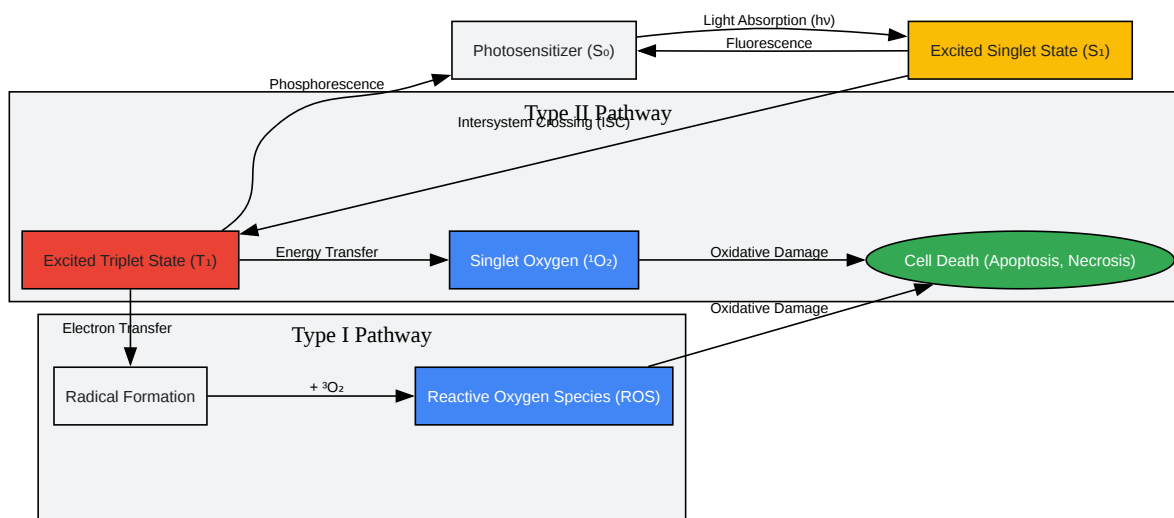 Light Absorption (hν)
Photosensitizer (S₀)
Fluorescence
Excited Singlet State (S₁)
Phosphorescence
Type II Pathway
Intersystem Crossing (ISC)
Excited Triplet State (T₁)
Energy Transfer
Singlet Oxygen (¹O₂)
Oxidative Damage
Cell Death (Apoptosis, Necrosis)
Oxidative Damage
Electron Transfer
Type I Pathway
Radical Formation
+ ³O₂
Reactive Oxygen Species (ROS)